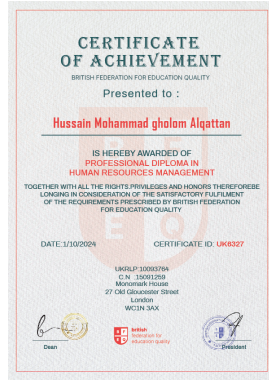 CERTIFICATE
OF ACHIEVEMENT
BRITISH FEDERATION FOR EDUCATION QUALITY
Presented to :
Hussain Mohammad gholom Alqattan
IS HEREBY AWARDED OF
PROFESSIONAL DIPLOMA IN
HUMAN RESOURCES MANAGEMENT
TOGETHER WITH ALL THE RIGHTS PRIVILEGES AND HONORS THEREFOREBE
LONGING IN CONSIDERATION OF THE SATISFACTORY FULFILMENT
OF THE REQUIREMENTS PRESCRIBED BY BRITISH FEDERATION
FOR EDUCATION QUALITY
DATE:1/10/2024 CERTIFICATE ID: UK6327
UKRLP:10093764
C.N :15091259
Monomark House
27 Old Gloucester Street
London
WC1N 3AX
Dean
british
federation for
education quality
President